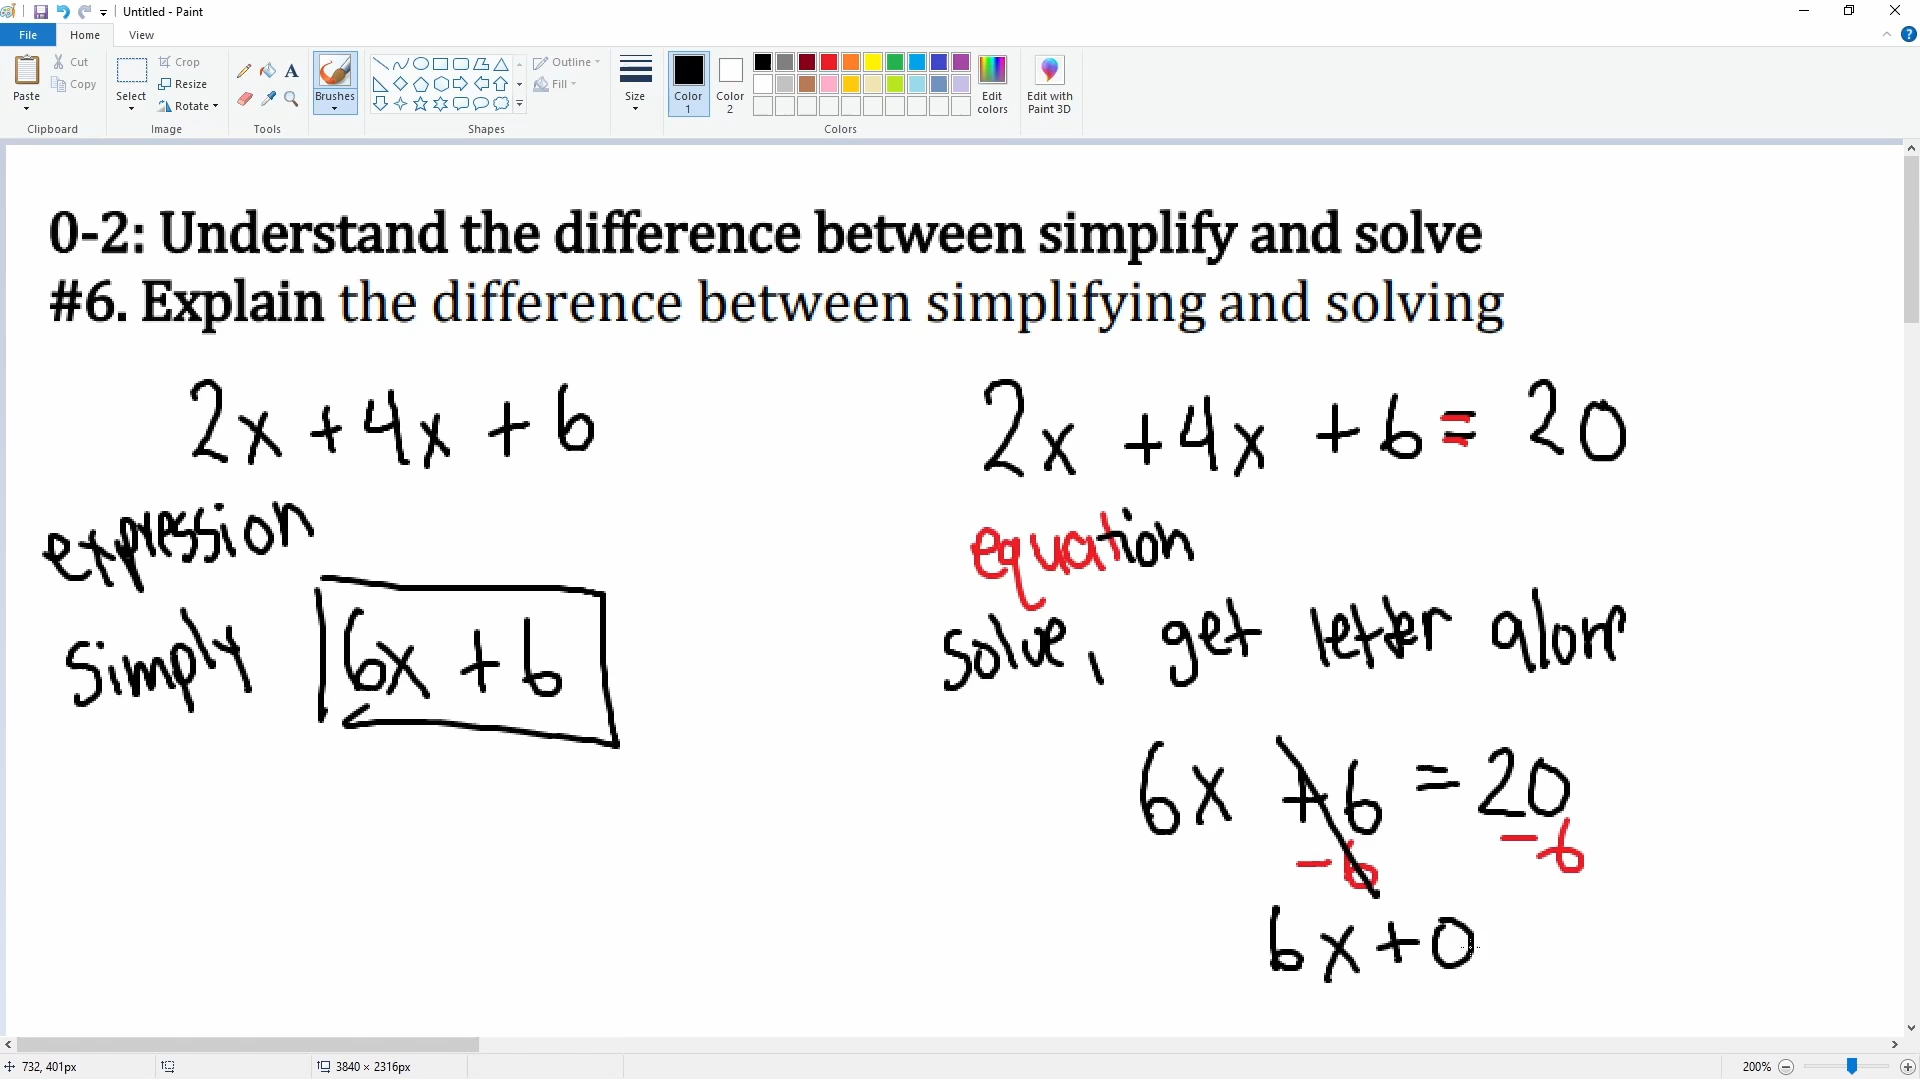 Untitled - Paint
File Home View
Paste
Cut
Copy
Clipboard
Select
Crop
Resize
Rotate
Image
Tools
Brushes
Shapes
Outline
Fill
Size
Color 1
Color 2
Colors
Edit colors
Edit with Paint 3D
0-2: Understand the difference between simplify and solve
#6. Explain the difference between simplifying and solving
2x + 4x + 6
expression
simply 6x + 6
2x + 4x + 6 = 20
equation
solve, get letter alone
6x + 6 = 20
- 6 - 6
6x + 0
732, 401px 3840 × 2316px 200%